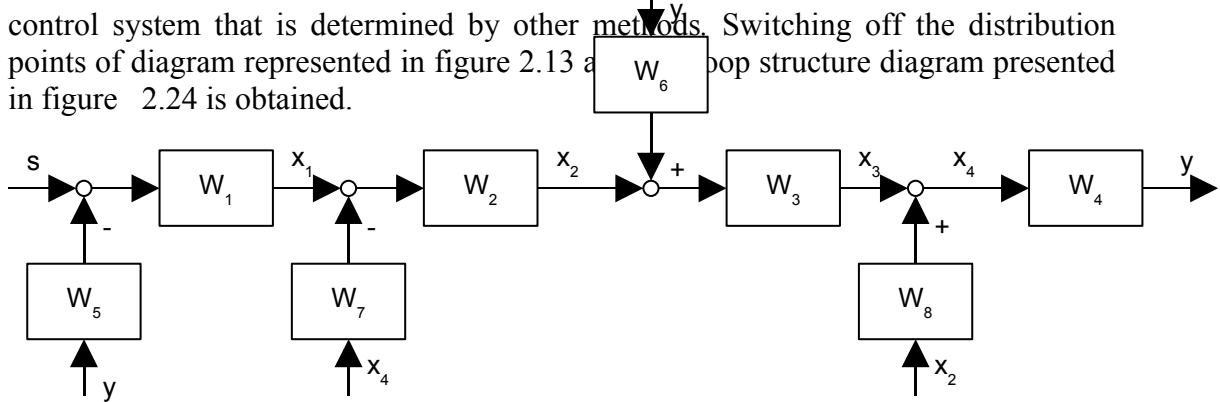 control system that is determined by other methods. Switching off the distribution
points of diagram represented in figure 2.13 a oop structure diagram presented
in figure 2.24 is obtained.
y
W6
s
W1
x1
W2
x2
+
W3
x3
x4
W4
y
-
-
+
W5
W7
W8
y
x4
x2